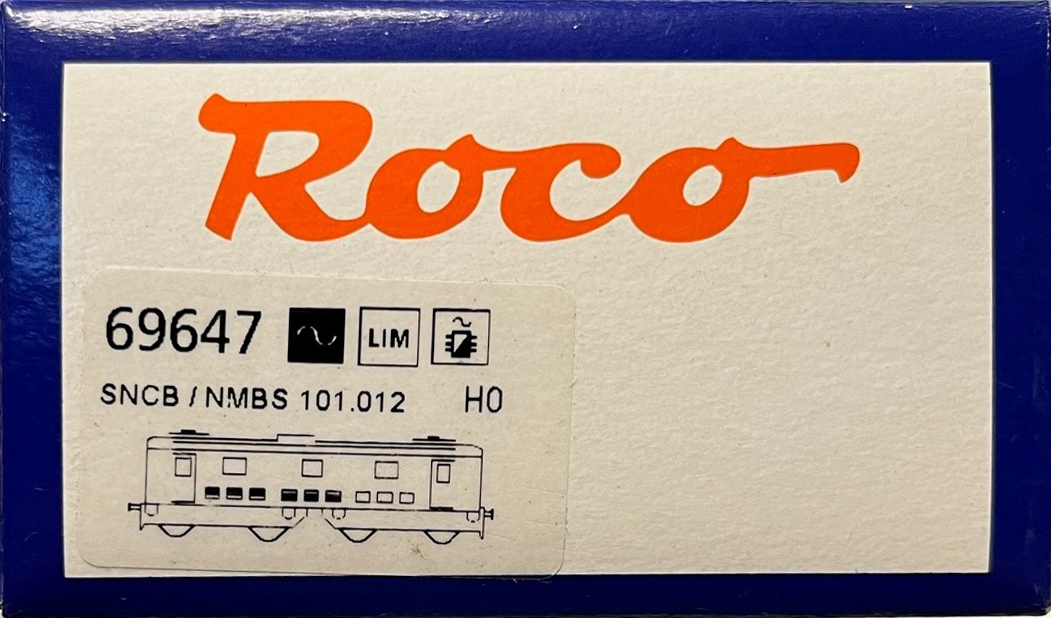 Roco
69647 LIM
SNCB / NMBS 101.012 H0